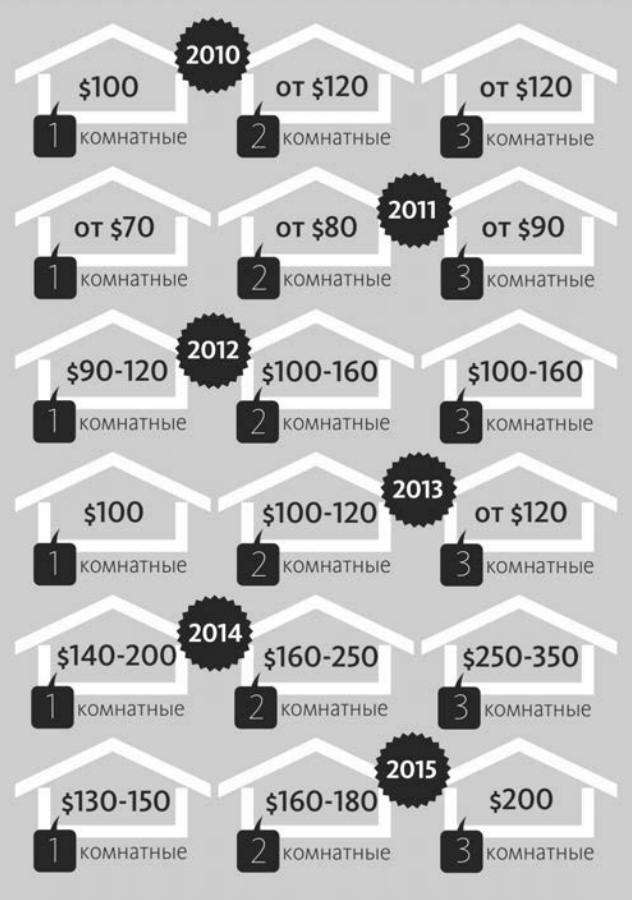 2010
$100
от $120
от $120
1 комнатные
2 комнатные
3 комнатные
2011
от $70
от $80
от $90
1 комнатные
2 комнатные
3 комнатные
2012
$90-120
$100-160
$100-160
1 комнатные
2 комнатные
3 комнатные
2013
$100
$100-120
от $120
1 комнатные
2 комнатные
3 комнатные
2014
$140-200
$160-250
$250-350
1 комнатные
2 комнатные
3 комнатные
2015
$130-150
$160-180
$200
1 комнатные
2 комнатные
3 комнатные